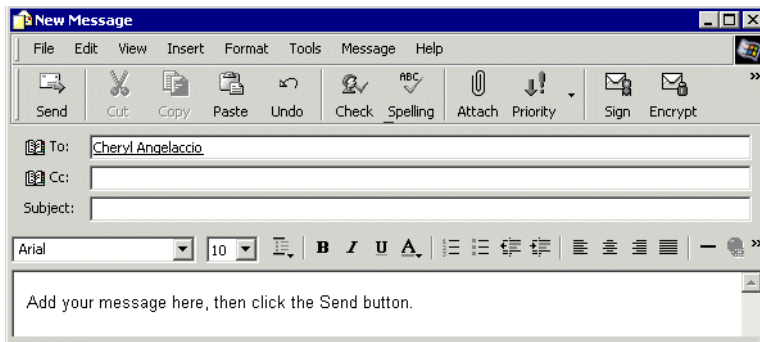 New Message
File Edit View Insert Format Tools Message Help
ABC
Send Cut Copy Paste Undo Check Spelling Attach Priority Sign Encrypt
To: Cheryl Angelaccio
Cc:
Subject:
Arial 10 B I U A
Add your message here, then click the Send button.